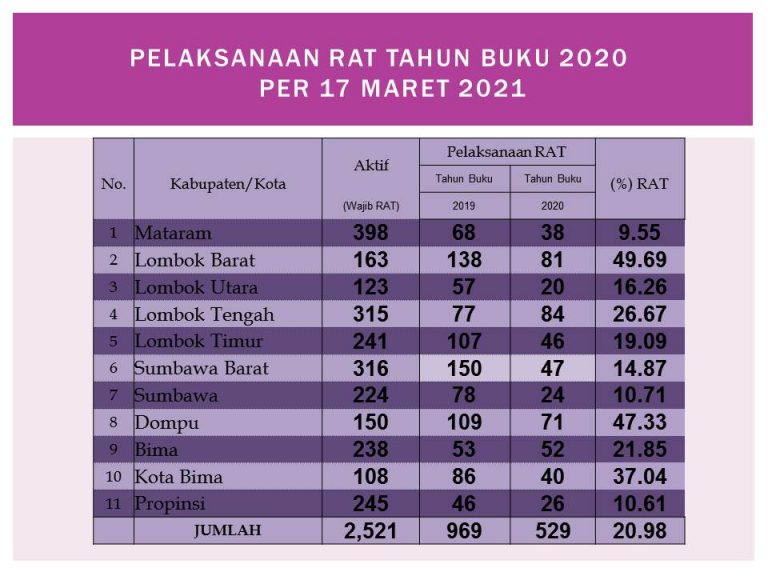 PELAKSANAAN RAT TAHUN BUKU 2020
PER 17 MARET 2021
No. Kabupaten/Kota Aktif (Wajib RAT) Pelaksanaan RAT (%) RAT
Tahun Buku 2019 Tahun Buku 2020
1 Mataram 398 68 38 9.55
2 Lombok Barat 163 138 81 49.69
3 Lombok Utara 123 57 20 16.26
4 Lombok Tengah 315 77 84 26.67
5 Lombok Timur 241 107 46 19.09
6 Sumbawa Barat 316 150 47 14.87
7 Sumbawa 224 78 24 10.71
8 Dompu 150 109 71 47.33
9 Bima 238 53 52 21.85
10 Kota Bima 108 86 40 37.04
11 Propinsi 245 46 26 10.61
JUMLAH 2,521 969 529 20.98